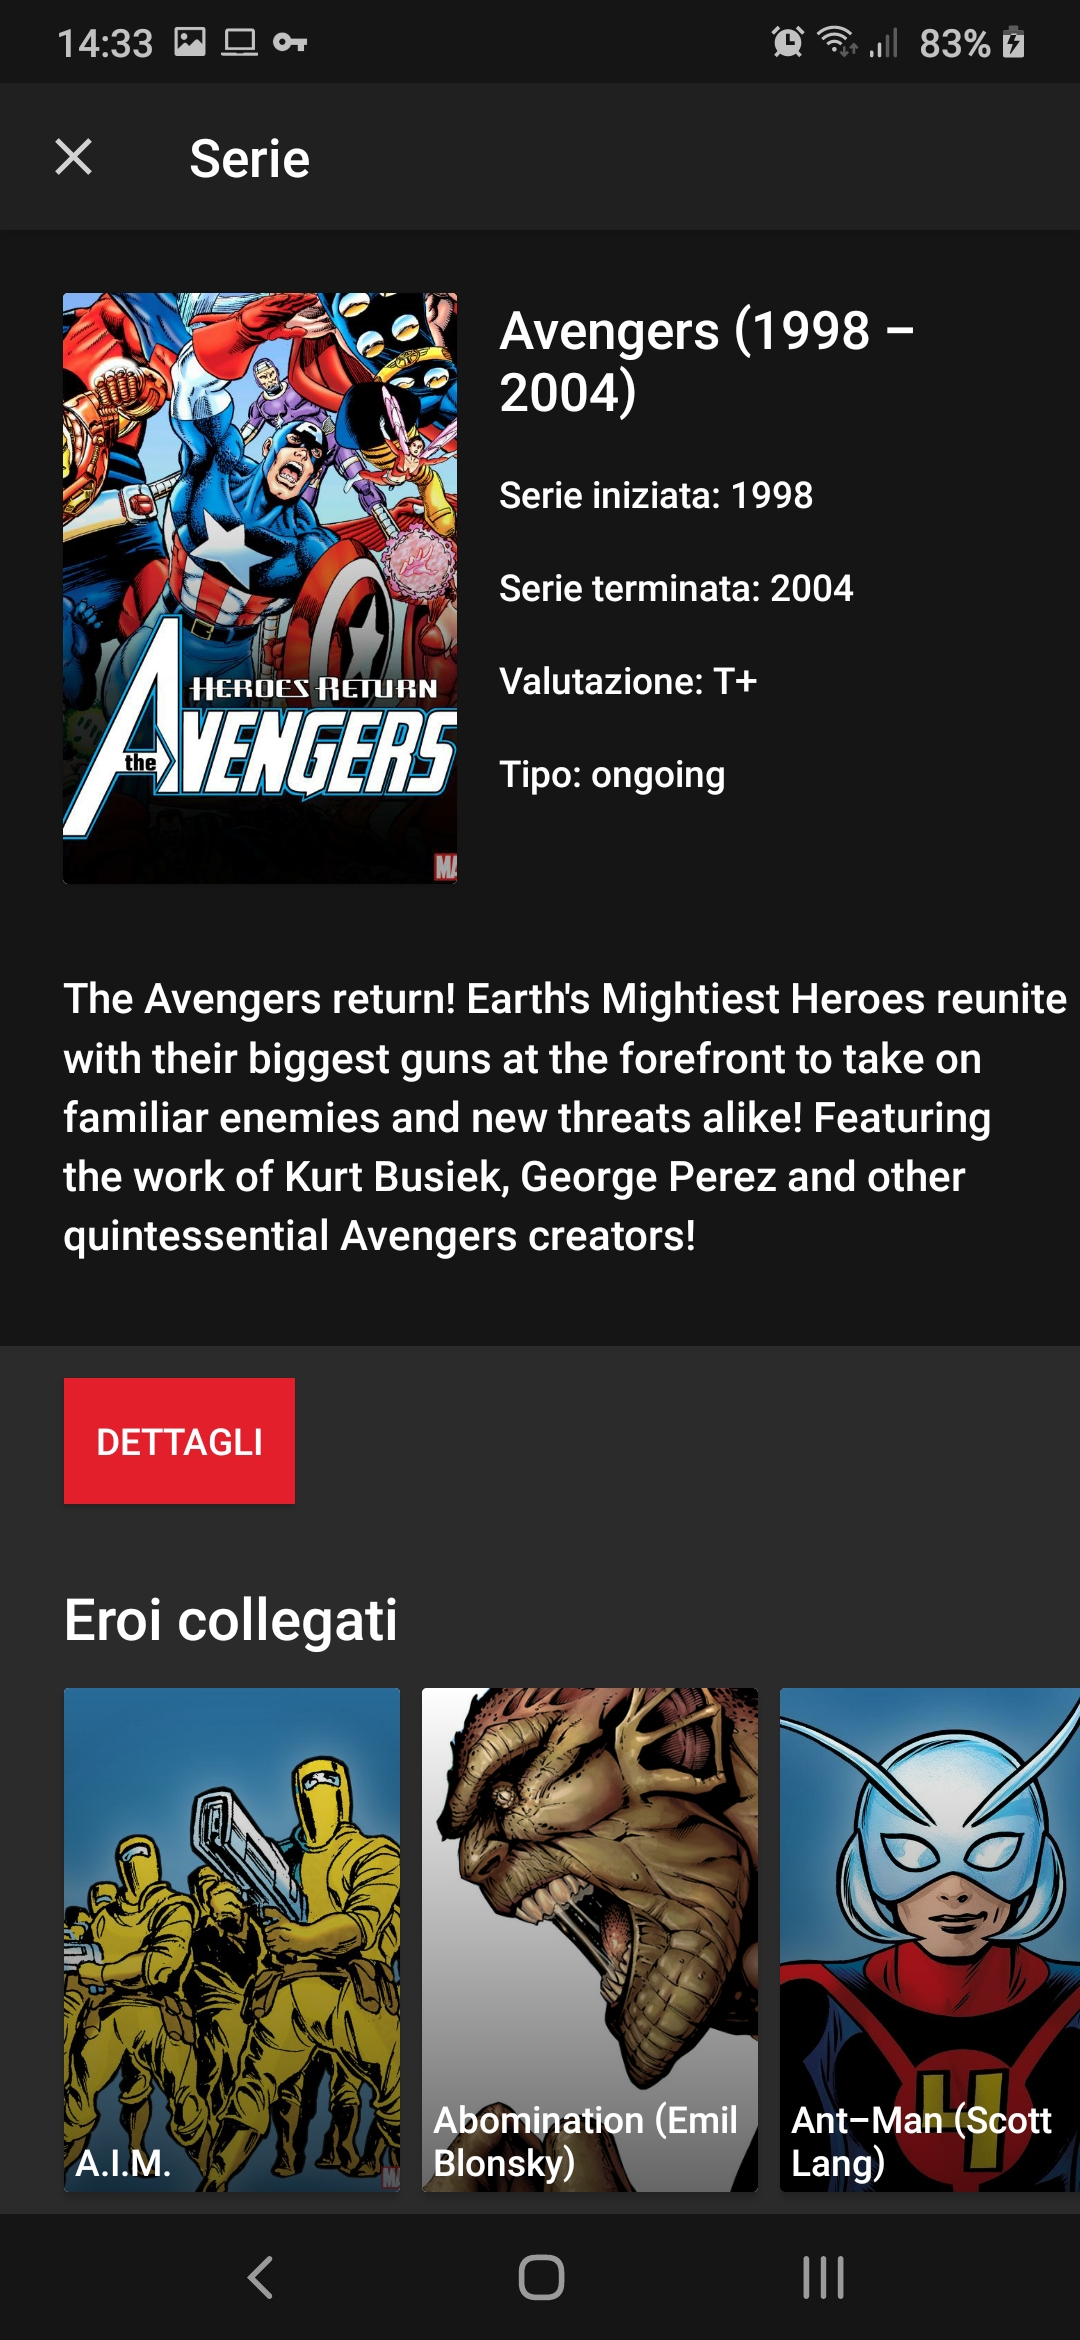 14:33
83%
Serie
HEROES RETURN
the AVENGERS
Avengers (1998 –
2004)
Serie iniziata: 1998
Serie terminata: 2004
Valutazione: T+
Tipo: ongoing
The Avengers return! Earth's Mightiest Heroes reunite
with their biggest guns at the forefront to take on
familiar enemies and new threats alike! Featuring
the work of Kurt Busiek, George Perez and other
quintessential Avengers creators!
DETTAGLI
Eroi collegati
A.I.M.
Abomination (Emil
Blonsky)
4
Ant–Man (Scott
Lang)